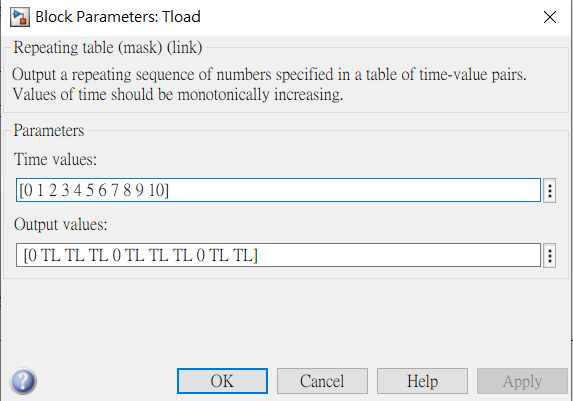 Block Parameters: Tload
Repeating table (mask) (link)
Output a repeating sequence of numbers specified in a table of time-value pairs.
Values of time should be monotonically increasing.
Parameters
Time values:
[0 1 2 3 4 5 6 7 8 9 10]
Output values:
[0 TL TL TL 0 TL TL TL 0 TL TL]
OK
Cancel
Help
Apply